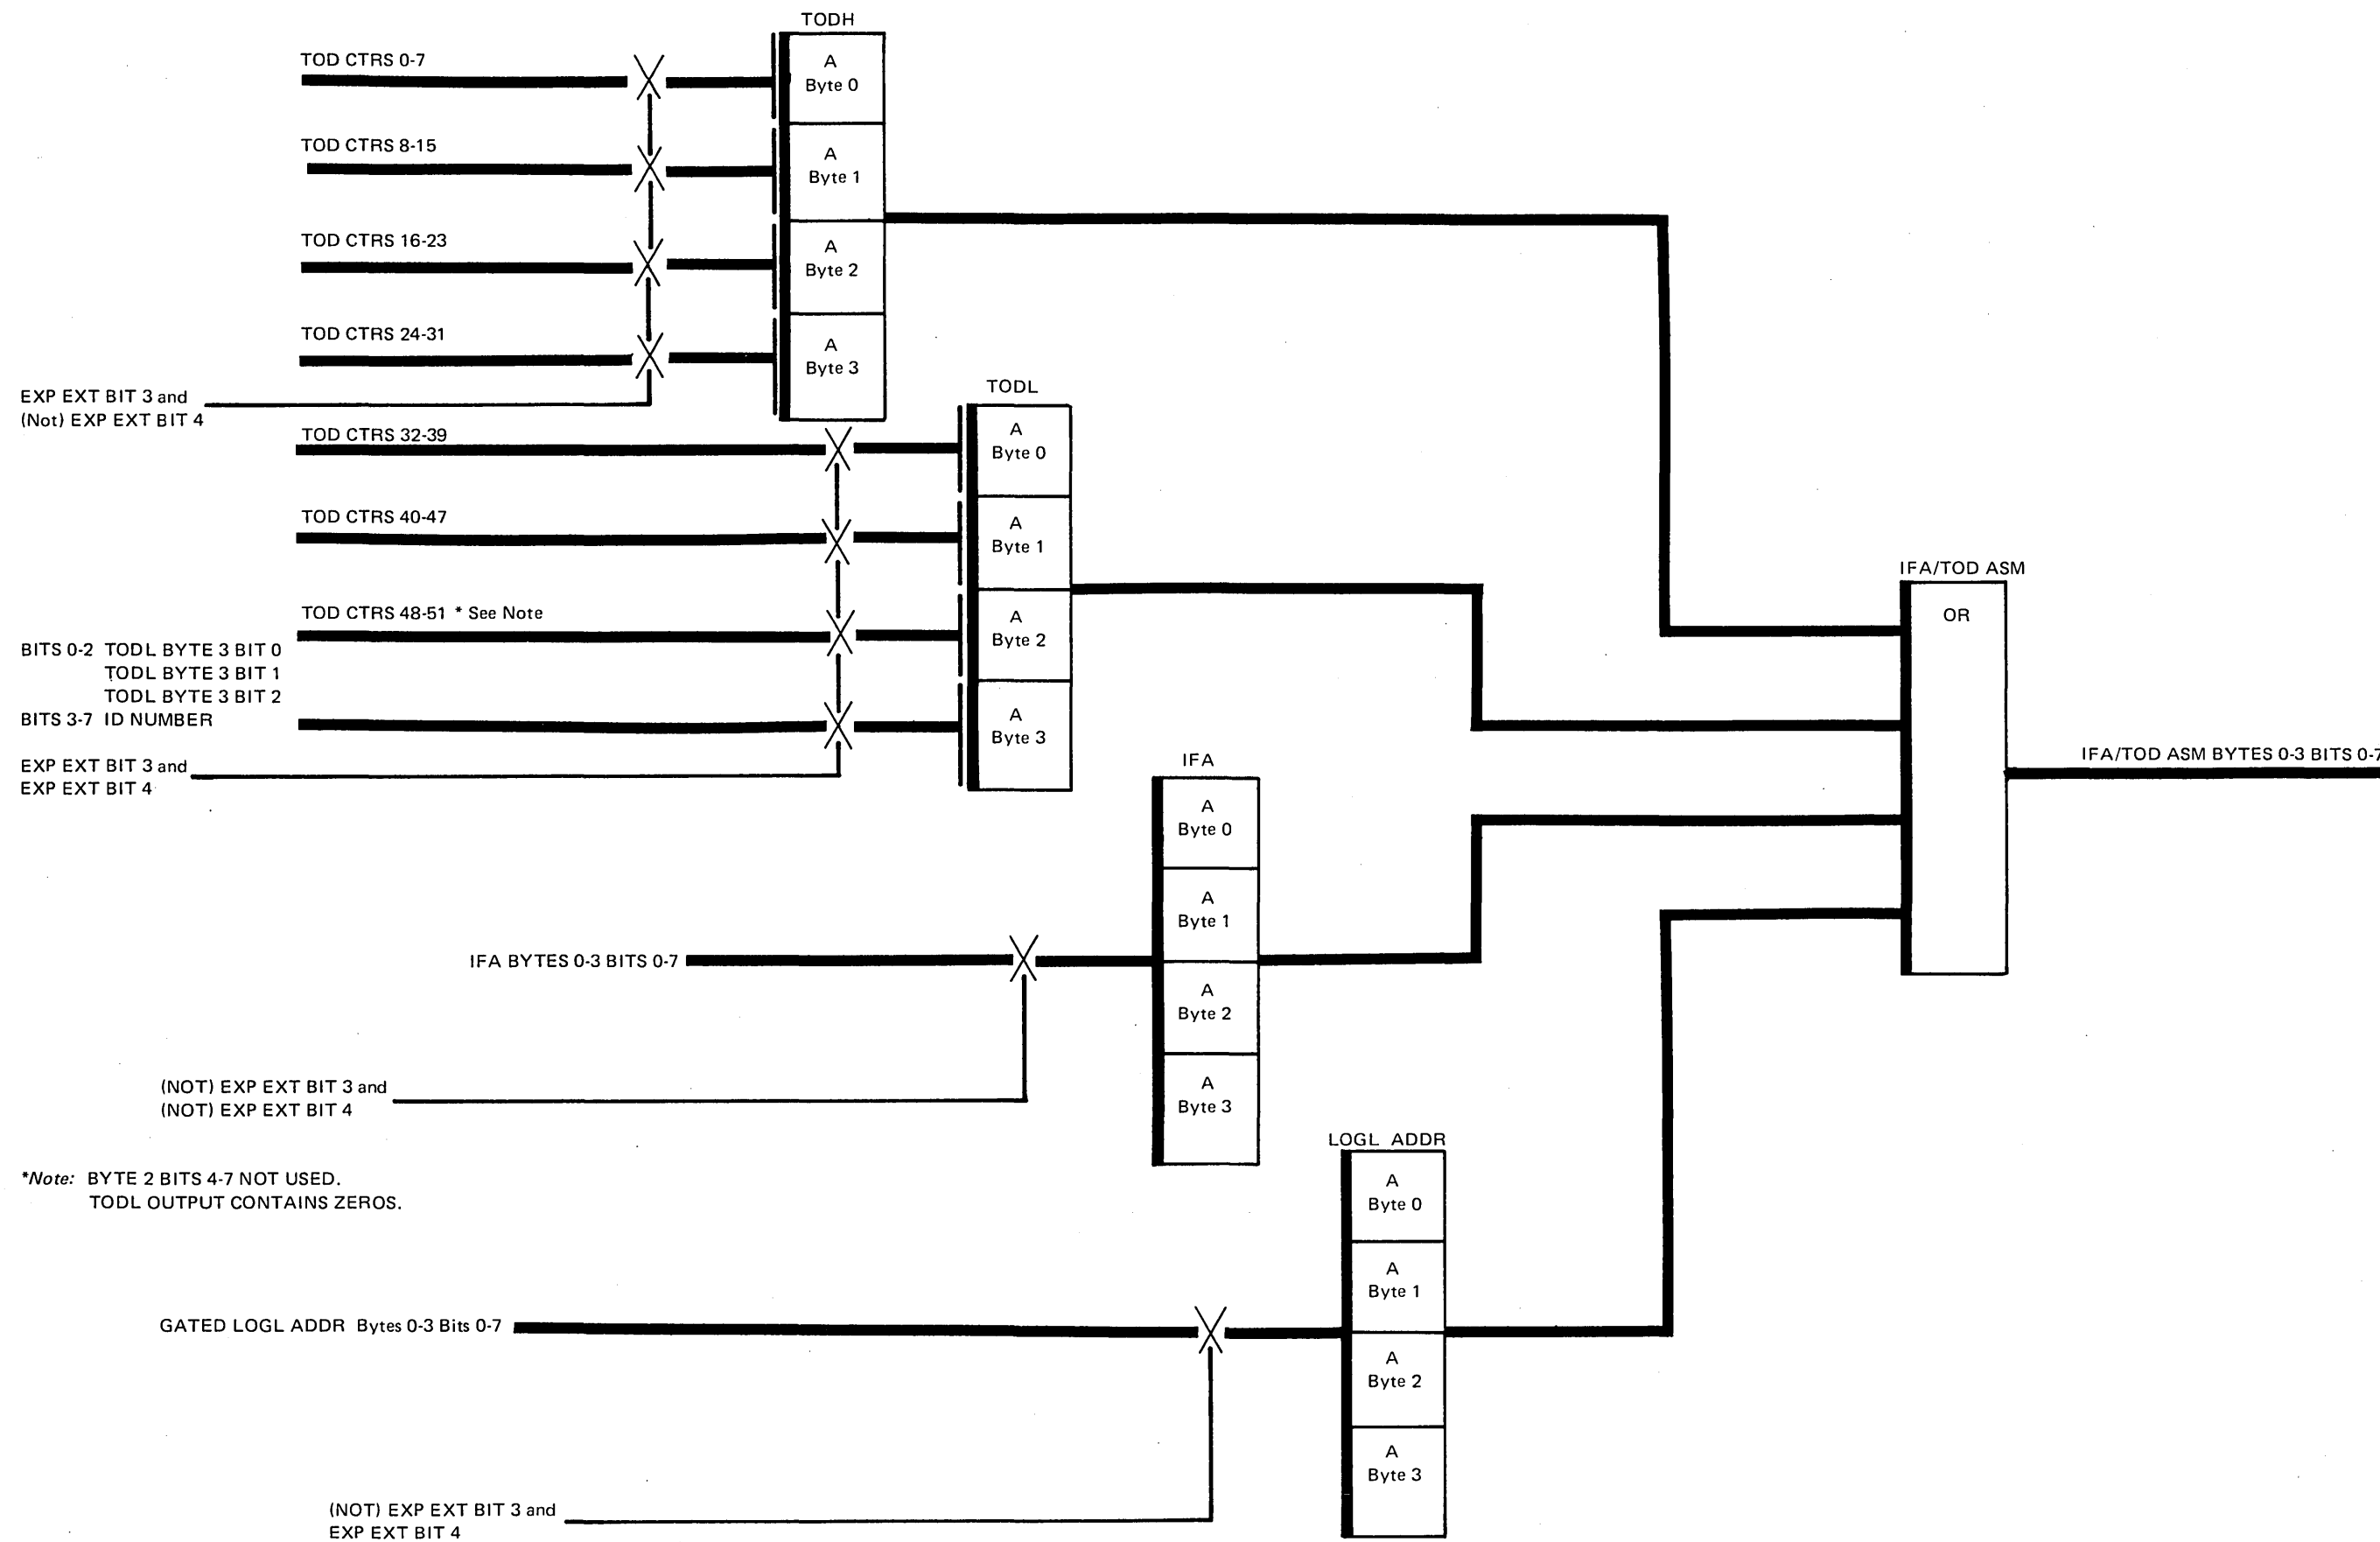 TODH
TOD CTRS 0-7
A
Byte 0
TOD CTRS 8-15
A
Byte 1
TOD CTRS 16-23
A
Byte 2
TOD CTRS 24-31
A
Byte 3
EXP EXT BIT 3 and
(Not) EXP EXT BIT 4
TODL
TOD CTRS 32-39
A
Byte 0
TOD CTRS 40-47
A
Byte 1
TOD CTRS 48-51 * See Note
A
Byte 2
BITS 0-2 TODL BYTE 3 BIT 0
TODL BYTE 3 BIT 1
TODL BYTE 3 BIT 2
BITS 3-7 ID NUMBER
A
Byte 3
EXP EXT BIT 3 and
EXP EXT BIT 4
IFA/TOD ASM
OR
IFA/TOD ASM BYTES 0-3 BITS 0-7
IFA
A
Byte 0
A
Byte 1
IFA BYTES 0-3 BITS 0-7
A
Byte 2
A
Byte 3
(NOT) EXP EXT BIT 3 and
(NOT) EXP EXT BIT 4
*Note: BYTE 2 BITS 4-7 NOT USED.
TODL OUTPUT CONTAINS ZEROS.
LOGL ADDR
A
Byte 0
A
Byte 1
GATED LOGL ADDR Bytes 0-3 Bits 0-7
A
Byte 2
A
Byte 3
(NOT) EXP EXT BIT 3 and
EXP EXT BIT 4